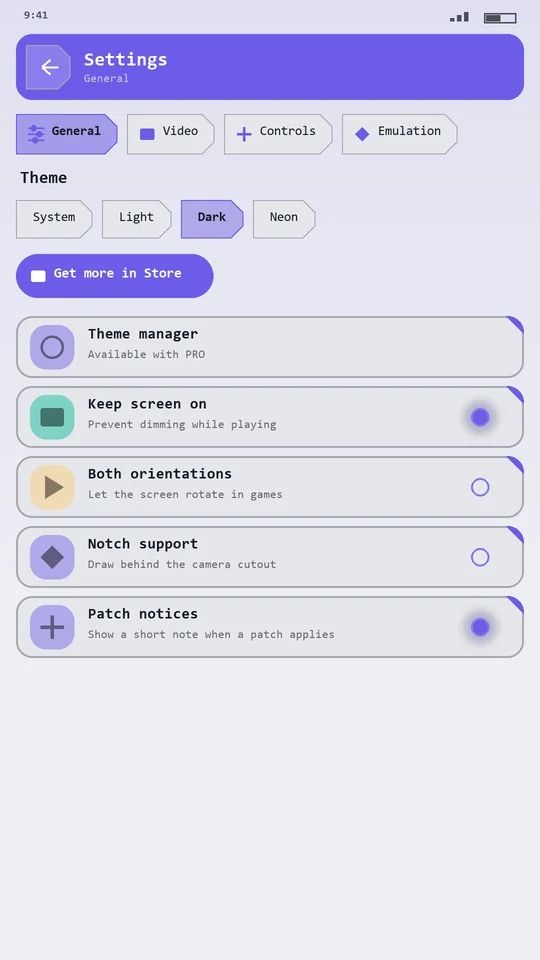 9:41
Settings
General
General
Video
Controls
Emulation
Theme
System
Light
Dark
Neon
Get more in Store
Theme manager
Available with PRO
Keep screen on
Prevent dimming while playing
Both orientations
Let the screen rotate in games
Notch support
Draw behind the camera cutout
Patch notices
Show a short note when a patch applies